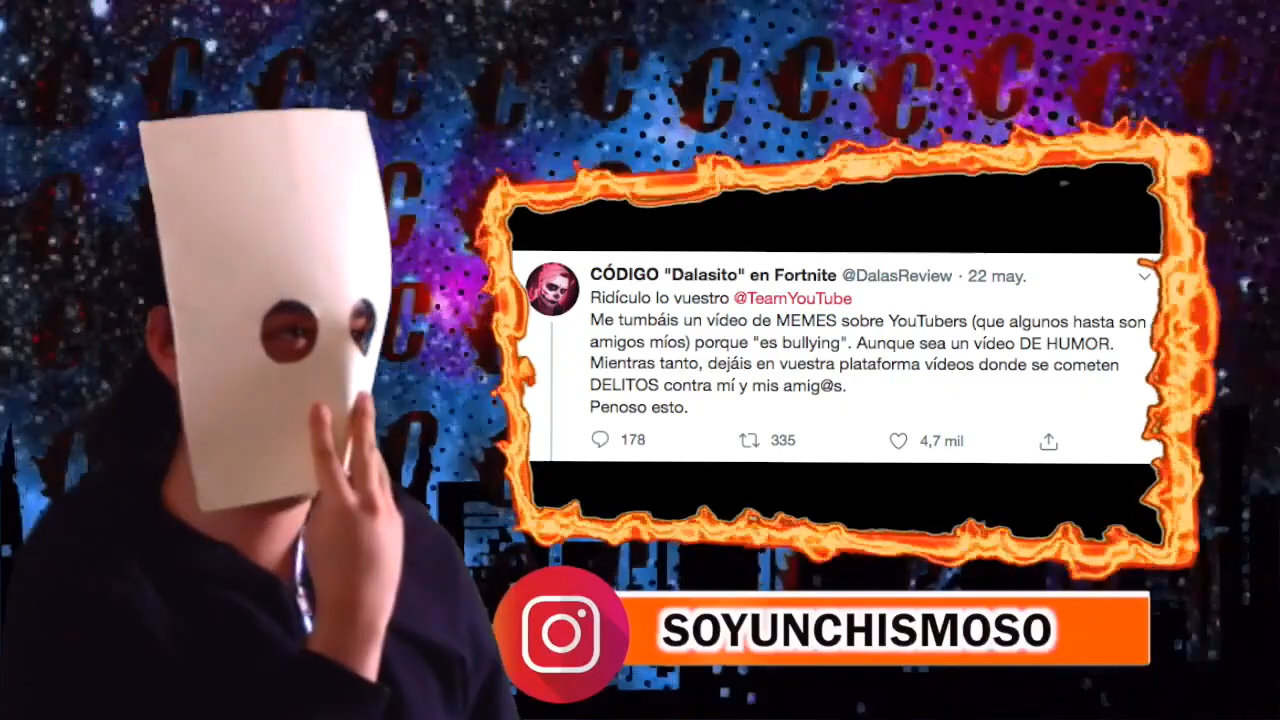 CÓDIGO "Dalasito" en Fortnite @DalasReview · 22 may.
Ridículo lo vuestro @TeamYouTube
Me tumbáis un vídeo de MEMES sobre YouTubers (que algunos hasta son
amigos míos) porque "es bullying". Aunque sea un vídeo DE HUMOR.
Mientras tanto, dejáis en vuestra plataforma vídeos donde se cometen
DELITOS contra mí y mis amig@s.
Penoso esto.
178 335 4,7 mil
SOYUNCHISMOSO